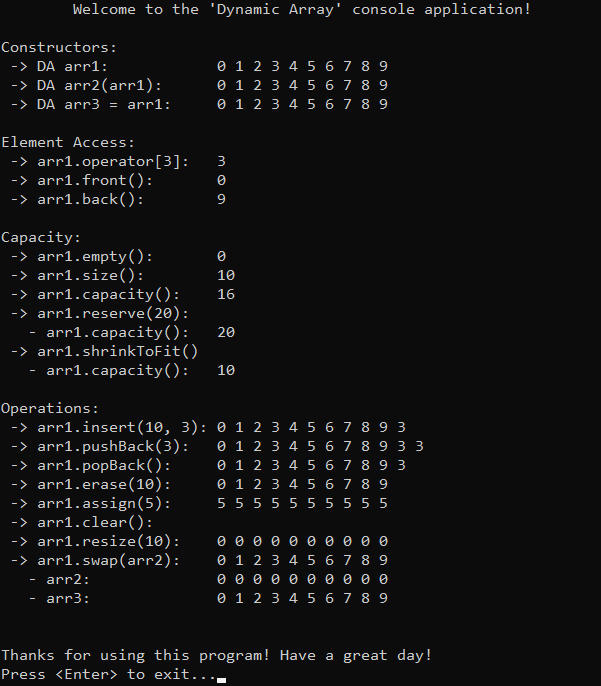 Welcome to the 'Dynamic Array' console application!
Constructors:
-> DA arr1: 0 1 2 3 4 5 6 7 8 9
-> DA arr2(arr1): 0 1 2 3 4 5 6 7 8 9
-> DA arr3 = arr1: 0 1 2 3 4 5 6 7 8 9
Element Access:
-> arr1.operator[3]: 3
-> arr1.front(): 0
-> arr1.back(): 9
Capacity:
-> arr1.empty(): 0
-> arr1.size(): 10
-> arr1.capacity(): 16
-> arr1.reserve(20):
- arr1.capacity(): 20
-> arr1.shrinkToFit()
- arr1.capacity(): 10
Operations:
-> arr1.insert(10, 3): 0 1 2 3 4 5 6 7 8 9 3
-> arr1.pushBack(3): 0 1 2 3 4 5 6 7 8 9 3 3
-> arr1.popBack(): 0 1 2 3 4 5 6 7 8 9 3
-> arr1.erase(10): 0 1 2 3 4 5 6 7 8 9
-> arr1.assign(5): 5 5 5 5 5 5 5 5 5 5
-> arr1.clear():
-> arr1.resize(10): 0 0 0 0 0 0 0 0 0 0
-> arr1.swap(arr2): 0 1 2 3 4 5 6 7 8 9
- arr2: 0 0 0 0 0 0 0 0 0 0
- arr3: 0 1 2 3 4 5 6 7 8 9
Thanks for using this program! Have a great day!
Press <Enter> to exit..._